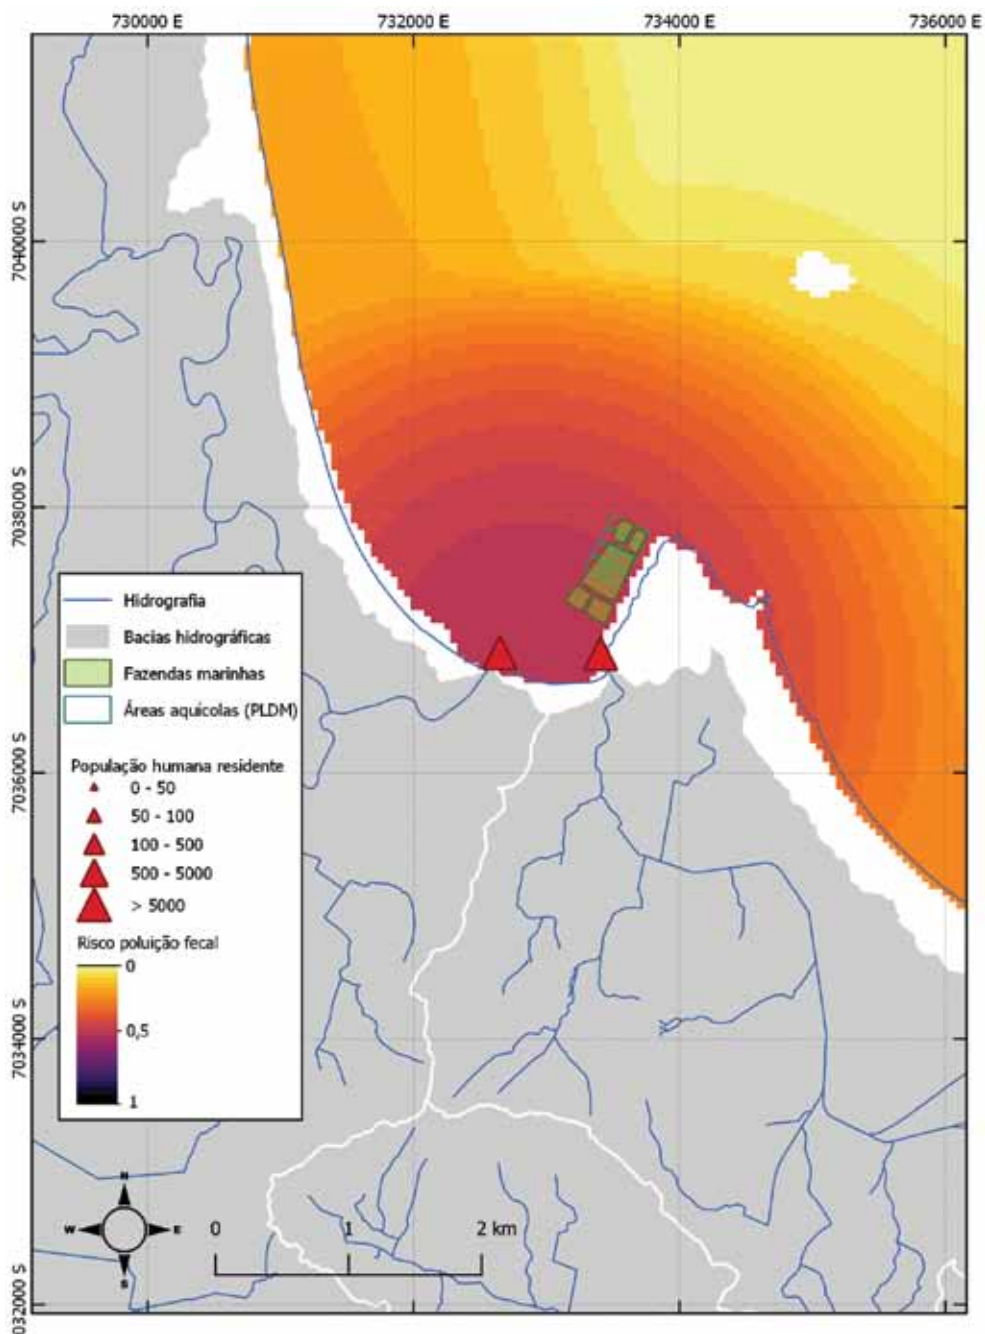 730000 E
732000 E
734000 E
736000 E
7040000 S
7038000 S
7036000 S
7034000 S
032000 S
Hidrografia
Bacias hidrográficas
Fazendas marinhas
Áreas aquícolas (PLDM)
População humana residente
0 - 50
50 - 100
100 - 500
500 - 5000
> 5000
Risco poluição fecal
0
0,5
1
N
W E
S
0 1 2 km